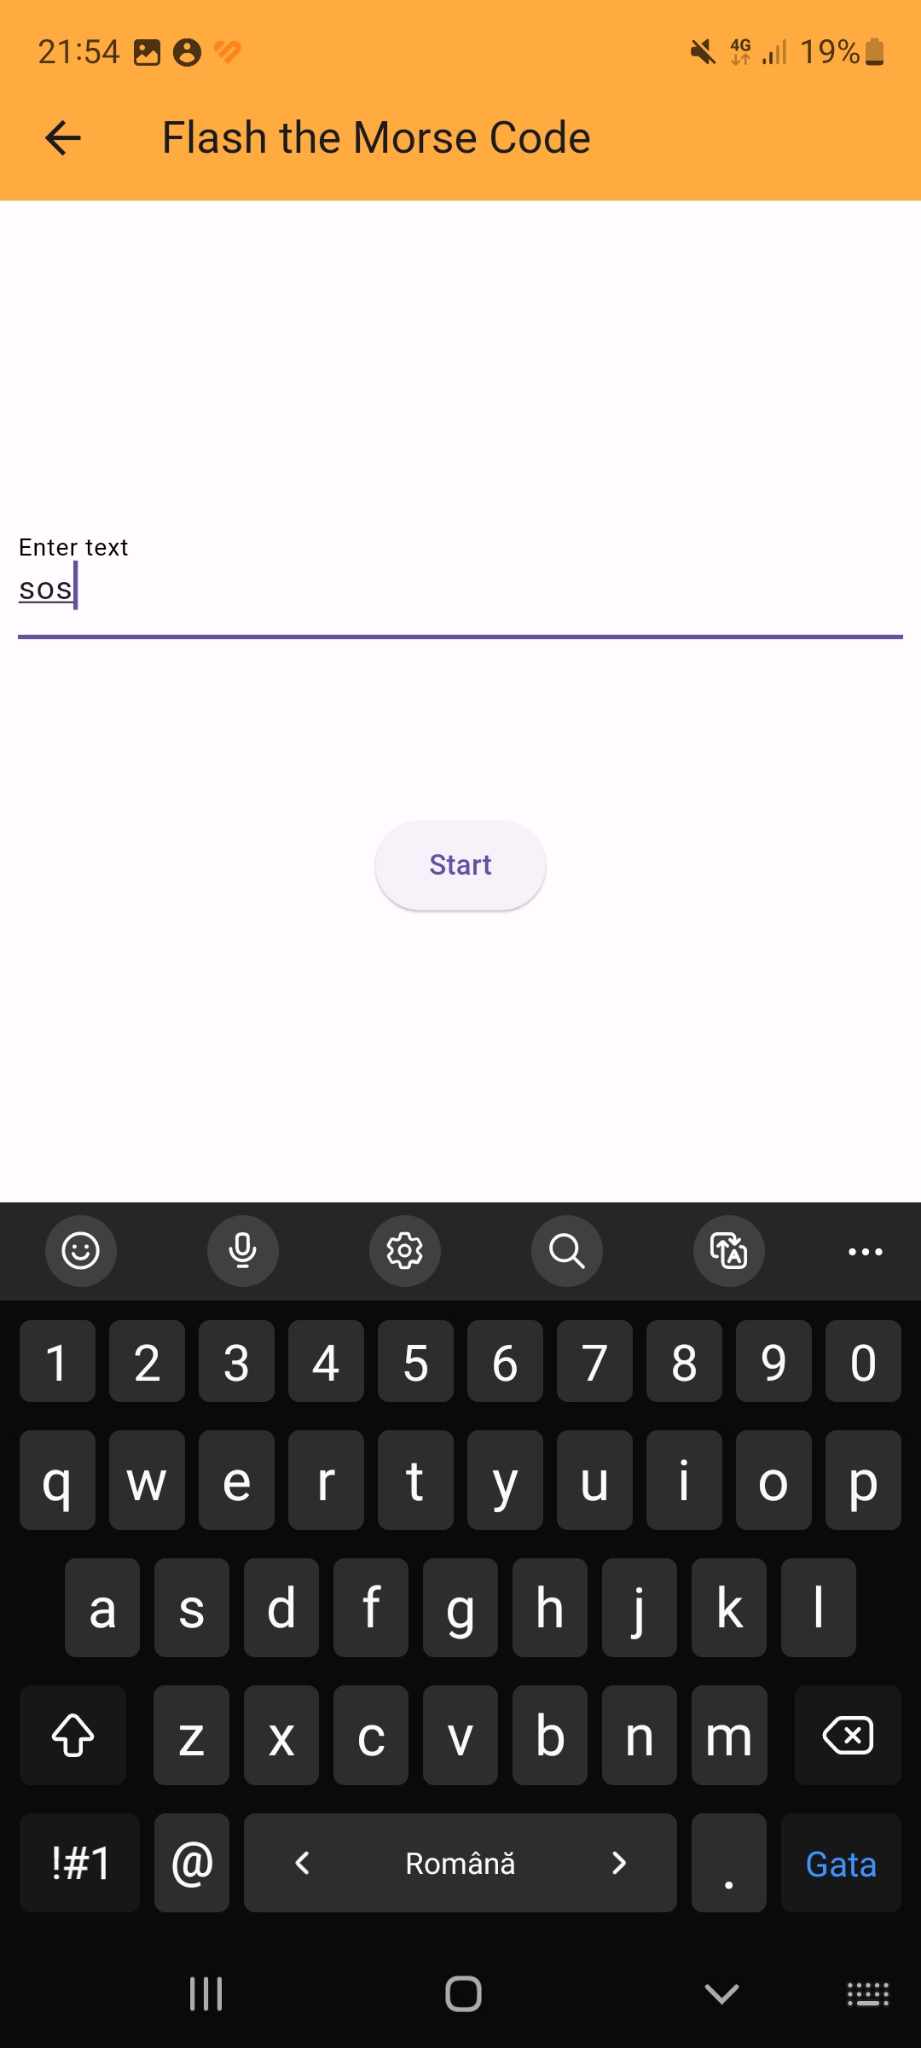 21:54 4G 19%
Flash the Morse Code
Enter text
sos
Start
1 2 3 4 5 6 7 8 9 0
q w e r t y u i o p
a s d f g h j k l
z x c v b n m
!#1 @ < Română > . Gata